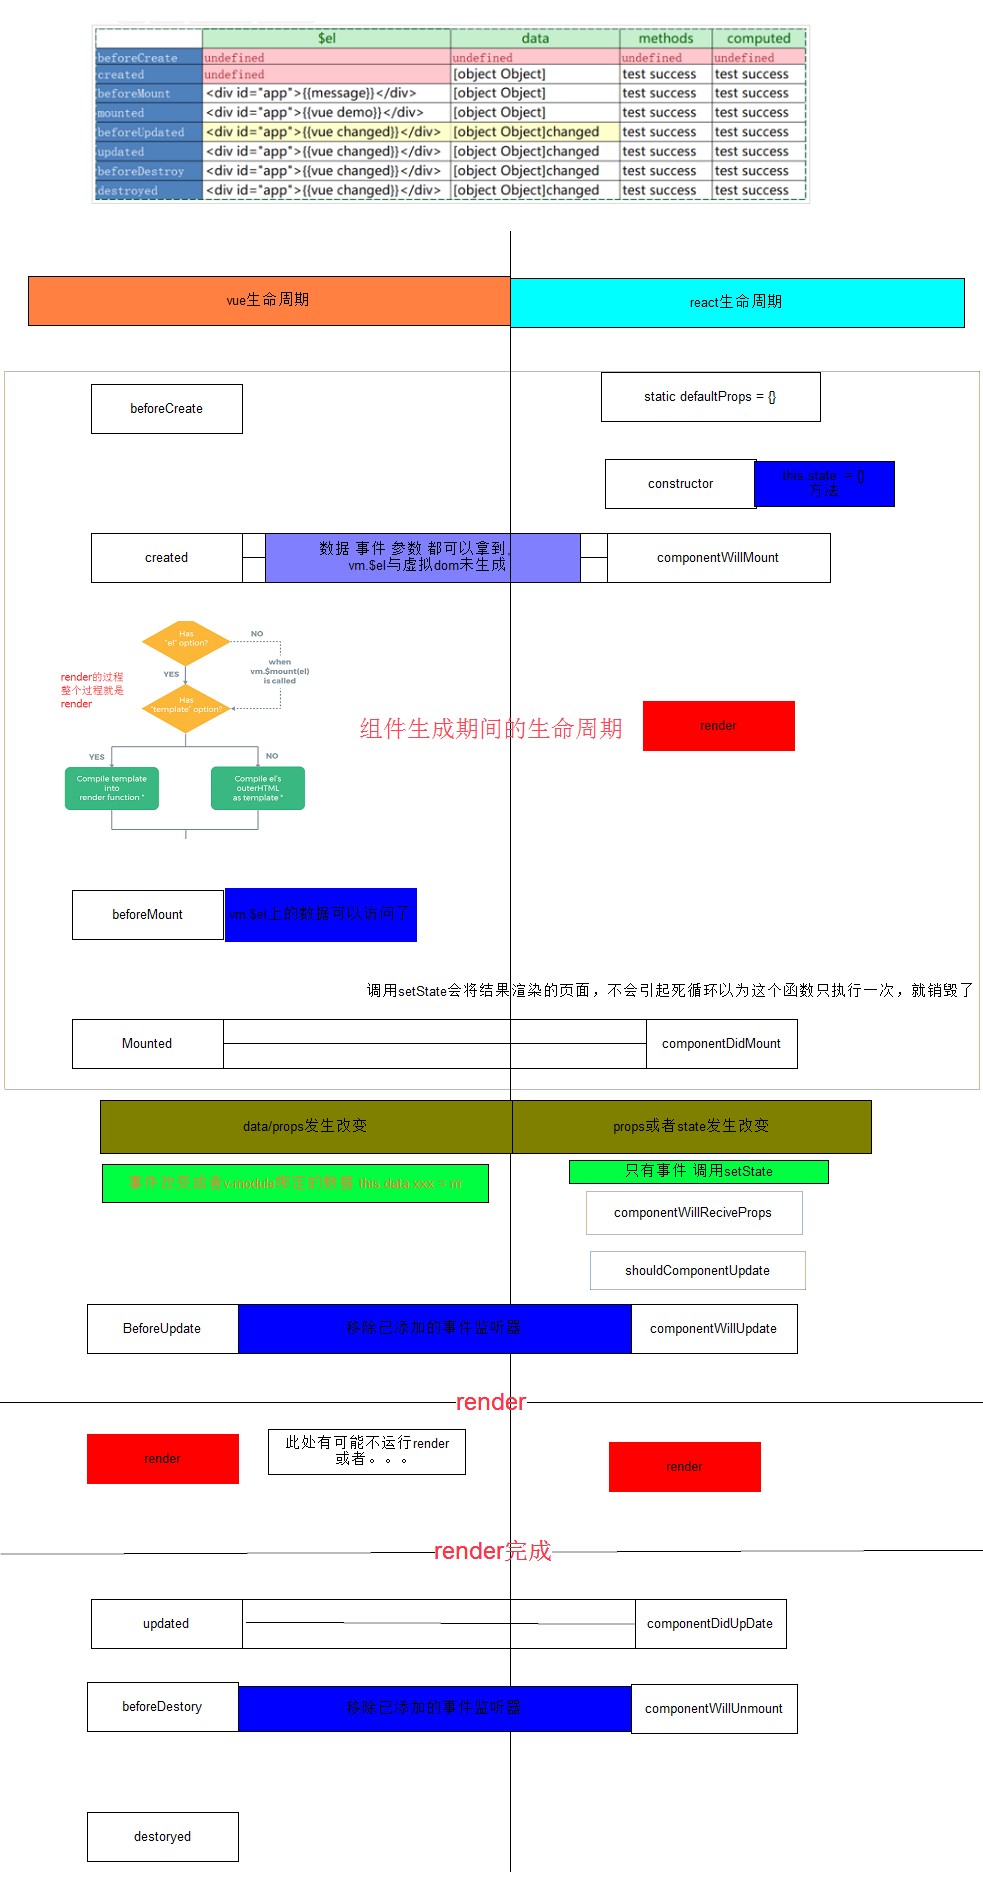 $el data methods computed
beforeCreate undefined undefined undefined undefined
created undefined [object Object] test success test success
beforeMount <div id="app">{{message}}</div> [object Object] test success test success
mounted <div id="app">{{vue demo}}</div> [object Object] test success test success
beforeUpdated <div id="app">{{vue changed}}</div> [object Object]changed test success test success
updated <div id="app">{{vue changed}}</div> [object Object]changed test success test success
beforeDestroy <div id="app">{{vue changed}}</div> [object Object]changed test success test success
destroyed <div id="app">{{vue changed}}</div> [object Object]changed test success test success
vue生命周期
react生命周期
beforeCreate
static defaultProps = {}
constructor
this.state = {}
方法
created
数据 事件 参数 都可以拿到,
vm.$el与虚拟dom未生成
componentWillMount
Has
"el" option?
NO
when
vm.$mount(el)
is called
YES
Has
"template" option?
render的过程
整个过程就是
render
YES
NO
Compile template
into
render function *
Compile el's
outerHTML
as template *
组件生成期间的生命周期
render
beforeMount
vm.$el上的数据可以访问了
调用setState会将结果渲染的页面，不会引起死循环以为这个函数只执行一次，就销毁了
Mounted
componentDidMount
data/props发生改变
props或者state发生改变
v-modula绑定的数据 this.data.xxx = m
只有事件 调用setState
componentWillReciveProps
shouldComponentUpdate
BeforeUpdate
移除已添加的事件监听器
componentWillUpdate
render
render
此处有可能不运行render
或者。。。
render
render完成
updated
componentDidUpDate
beforeDestory
移除已添加的事件监听器
componentWillUnmount
destoryed